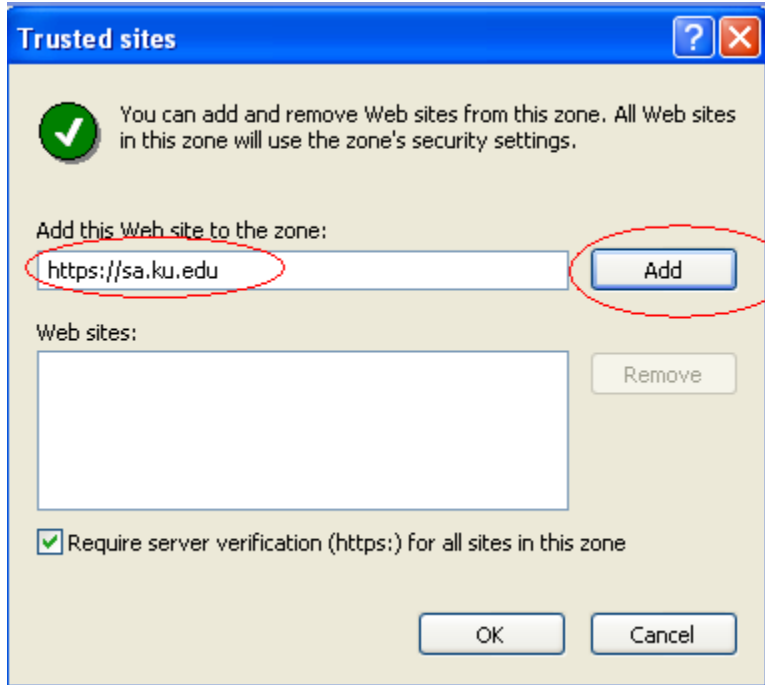 Trusted sites
?
You can add and remove Web sites from this zone. All Web sites
in this zone will use the zone's security settings.
Add this Web site to the zone:
https://sa.ku.edu
Add
Web sites:
Remove
Require server verification (https:) for all sites in this zone
OK
Cancel